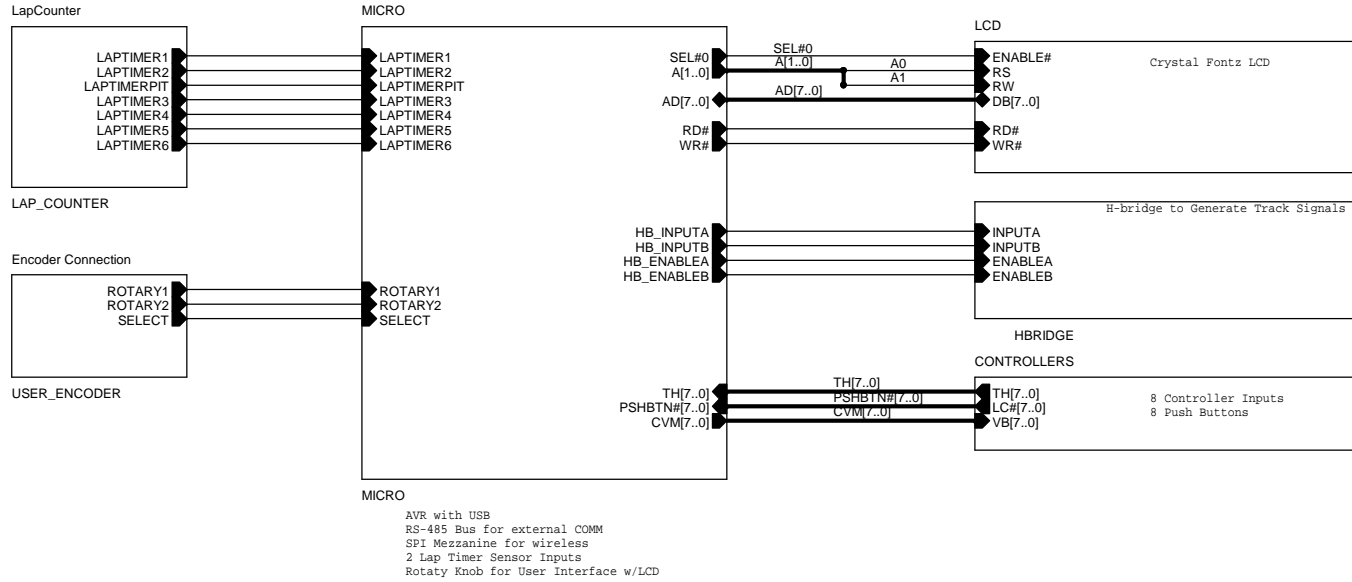 LapCounter
LAPTIMER1
LAPTIMER2
LAPTIMERPIT
LAPTIMER3
LAPTIMER4
LAPTIMER5
LAPTIMER6
LAP_COUNTER
Encoder Connection
ROTARY1
ROTARY2
SELECT
USER_ENCODER
MICRO
LAPTIMER1
LAPTIMER2
LAPTIMERPIT
LAPTIMER3
LAPTIMER4
LAPTIMER5
LAPTIMER6
ROTARY1
ROTARY2
SELECT
SEL#0
A[1..0]
AD[7..0]
RD#
WR#
HB_INPUTA
HB_INPUTB
HB_ENABLEA
HB_ENABLEB
TH[7..0]
PSHBTN#[7..0]
CVM[7..0]
MICRO
AVR with USB
RS-485 Bus for external COMM
SPI Mezzanine for wireless
2 Lap Timer Sensor Inputs
Rotaty Knob for User Interface w/LCD
SEL#0
A[1..0]
A0
A1
AD[7..0]
TH[7..0]
PSHBTN#[7..0]
CVM[7..0]
LCD
ENABLE#
RS
RW
DB[7..0]
RD#
WR#
Crystal Fontz LCD
H-bridge to Generate Track Signals
INPUTA
INPUTB
ENABLEA
ENABLEB
HBRIDGE
CONTROLLERS
TH[7..0]
LC#[7..0]
VB[7..0]
8 Controller Inputs
8 Push Buttons